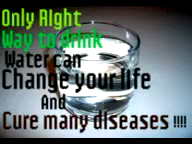 Only RIght
Way to drink
Water can
Change your life
And
Cure many diseases !!!!